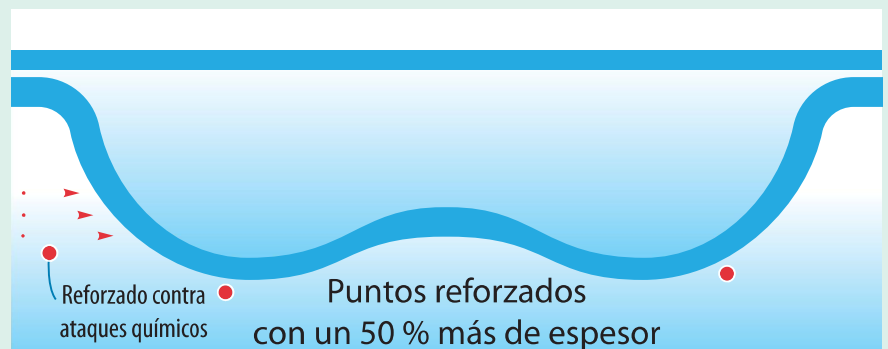 Reforzado contra
ataques químicos
Puntos reforzados
con un 50 % más de espesor